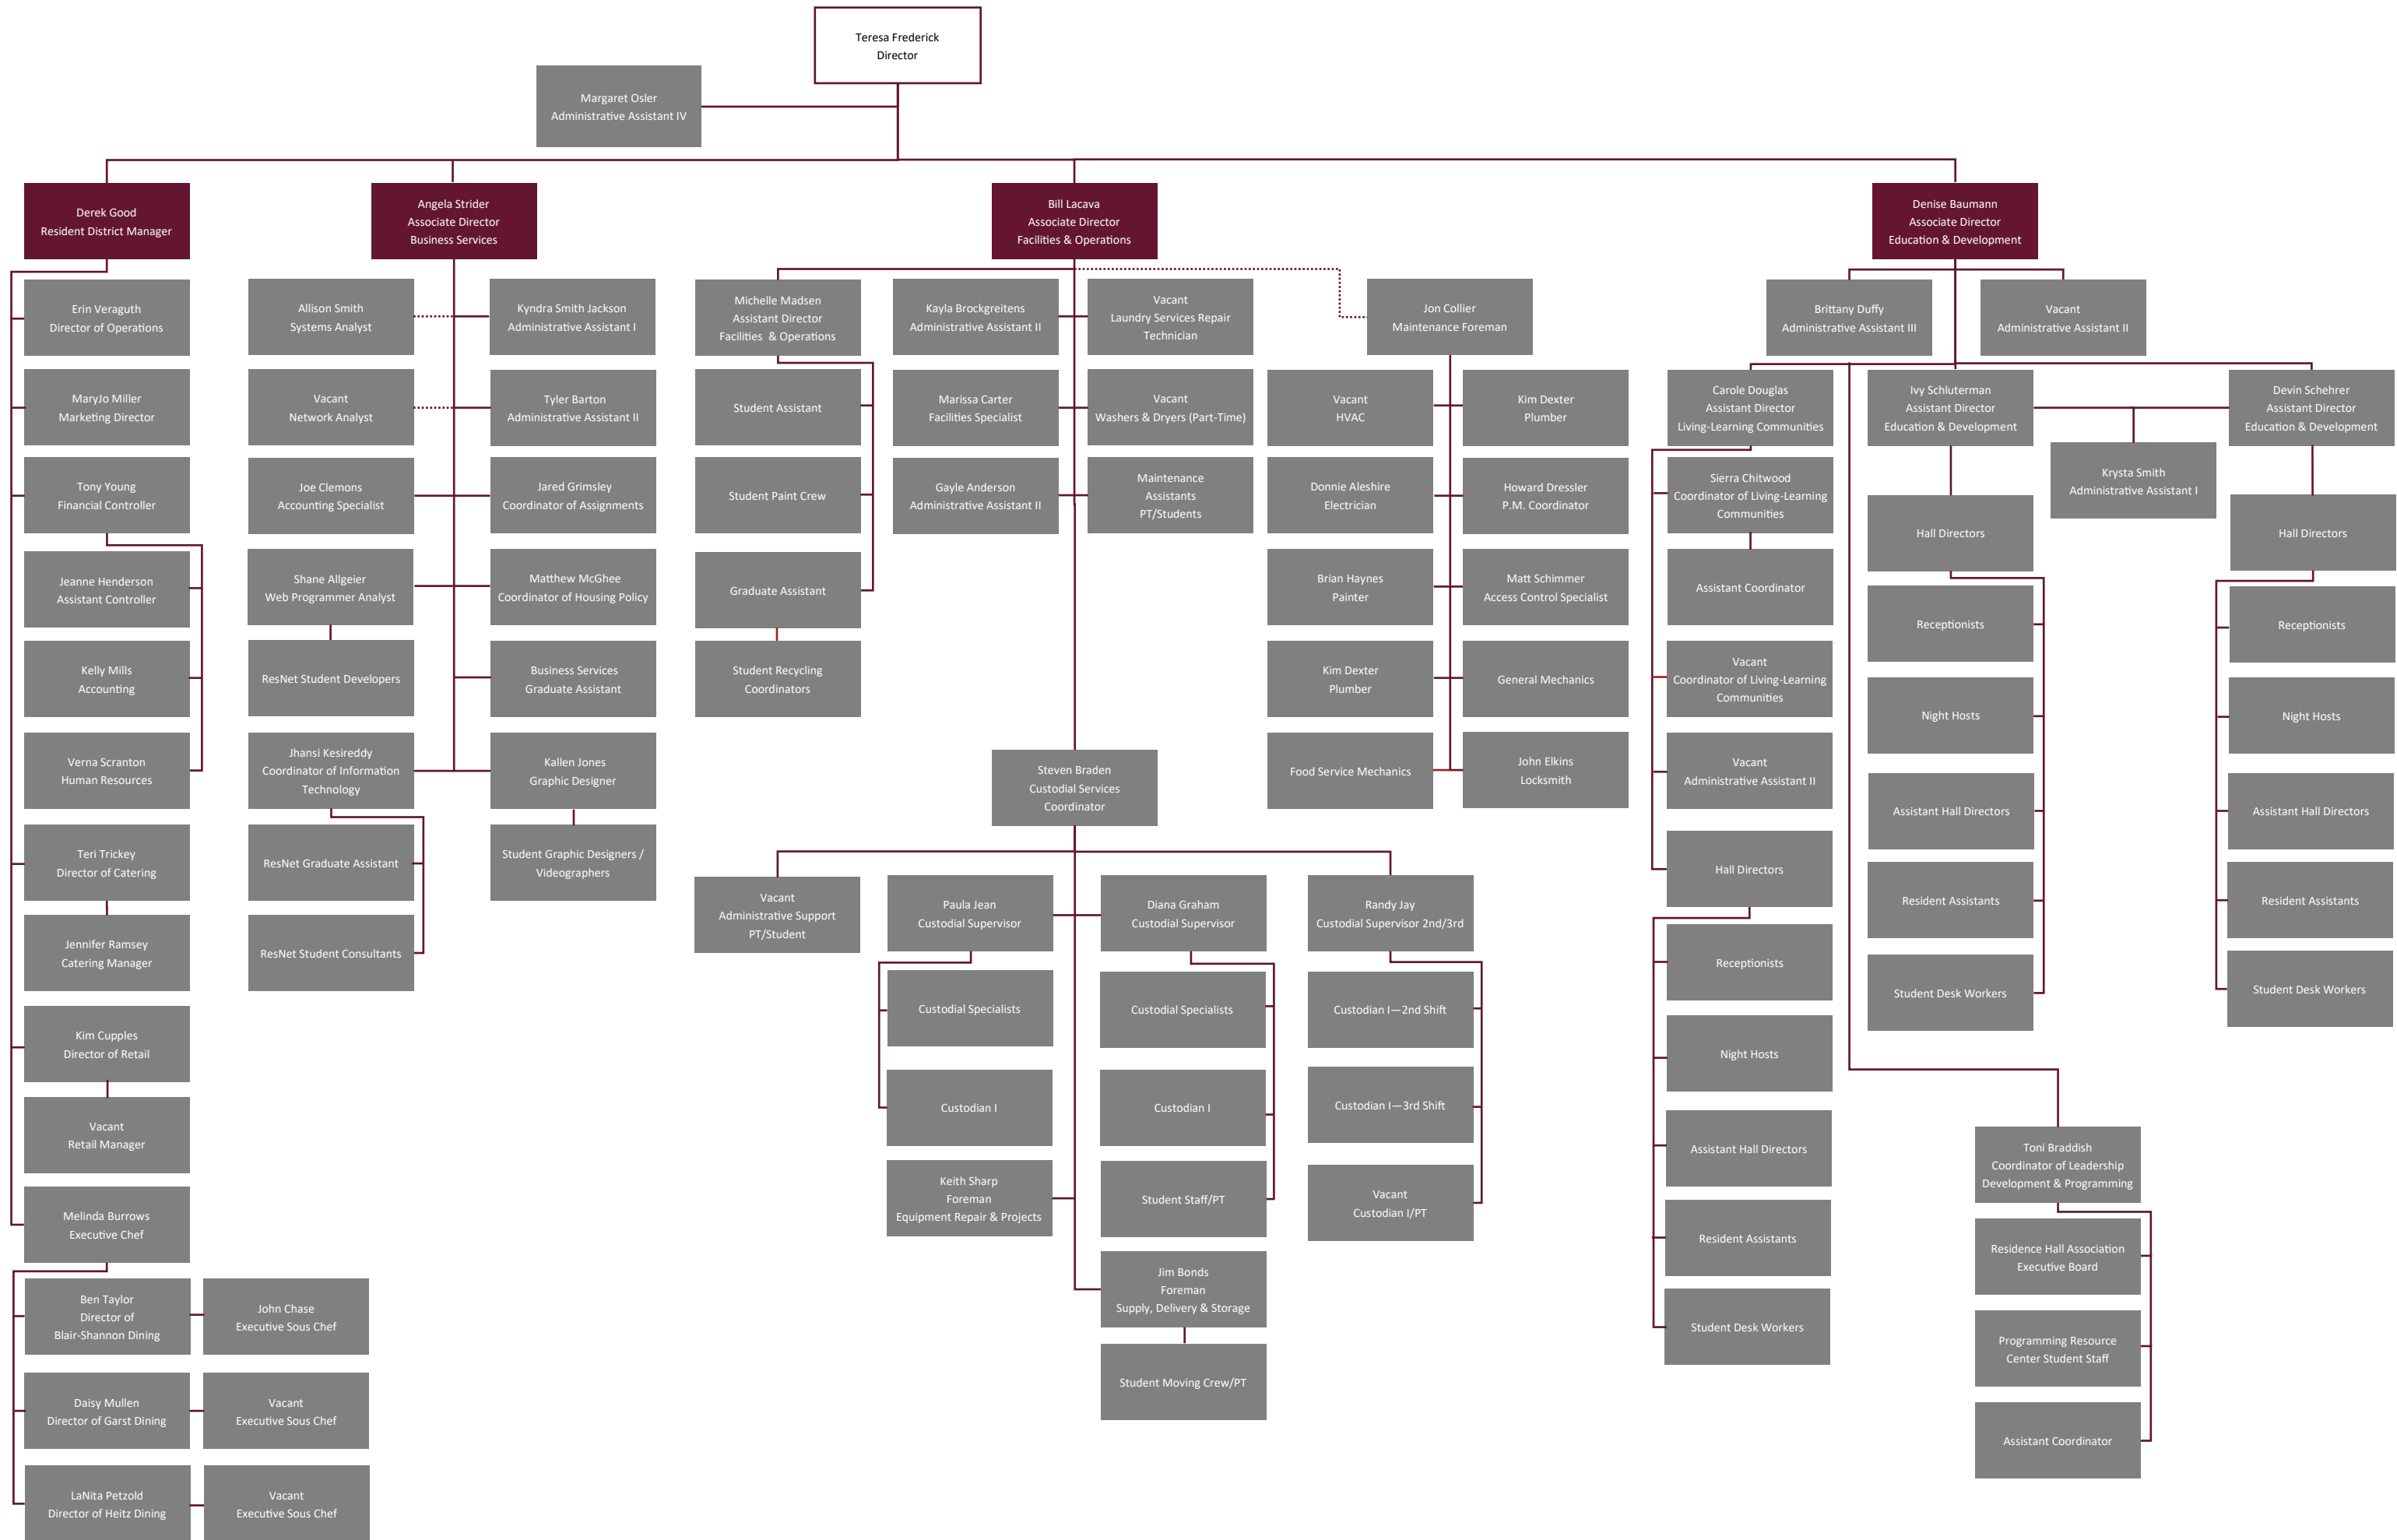 Teresa Frederick
Director
Margaret Osler
Administrative Assistant IV
Derek Good
Resident District Manager
Angela Strider
Associate Director
Business Services
Bill Lacava
Associate Director
Facilities & Operations
Denise Baumann
Associate Director
Education & Development
Erin Veraguth
Director of Operations
MaryJo Miller
Marketing Director
Tony Young
Financial Controller
Jeanne Henderson
Assistant Controller
Kelly Mills
Accounting
Verna Scranton
Human Resources
Teri Trickey
Director of Catering
Jennifer Ramsey
Catering Manager
Kim Cupples
Director of Retail
Vacant
Retail Manager
Melinda Burrows
Executive Chef
Ben Taylor
Director of
Blair-Shannon Dining
John Chase
Executive Sous Chef
Daisy Mullen
Director of Garst Dining
Vacant
Executive Sous Chef
LaNita Petzold
Director of Heitz Dining
Vacant
Executive Sous Chef
Allison Smith
Systems Analyst
Kyndra Smith Jackson
Administrative Assistant I
Vacant
Network Analyst
Tyler Barton
Administrative Assistant II
Joe Clemons
Accounting Specialist
Jared Grimsley
Coordinator of Assignments
Shane Allgeier
Web Programmer Analyst
Matthew McGhee
Coordinator of Housing Policy
ResNet Student Developers
Business Services
Graduate Assistant
Jhansi Kesireddy
Coordinator of Information
Technology
Kallen Jones
Graphic Designer
ResNet Graduate Assistant
Student Graphic Designers /
Videographers
ResNet Student Consultants
Michelle Madsen
Assistant Director
Facilities  & Operations
Student Assistant
Student Paint Crew
Graduate Assistant
Student Recycling
Coordinators
Kayla Brockgreitens
Administrative Assistant II
Vacant
Laundry Services Repair
Technician
Marissa Carter
Facilities Specialist
Vacant
Washers & Dryers (Part-Time)
Gayle Anderson
Administrative Assistant II
Maintenance
Assistants
PT/Students
Jon Collier
Maintenance Foreman
Vacant
HVAC
Kim Dexter
Plumber
Donnie Aleshire
Electrician
Howard Dressler
P.M. Coordinator
Brian Haynes
Painter
Matt Schimmer
Access Control Specialist
Kim Dexter
Plumber
General Mechanics
Food Service Mechanics
John Elkins
Locksmith
Steven Braden
Custodial Services
Coordinator
Vacant
Administrative Support
PT/Student
Paula Jean
Custodial Supervisor
Diana Graham
Custodial Supervisor
Randy Jay
Custodial Supervisor 2nd/3rd
Custodial Specialists
Custodial Specialists
Custodian I—2nd Shift
Custodian I
Custodian I
Custodian I—3rd Shift
Keith Sharp
Foreman
Equipment Repair & Projects
Student Staff/PT
Vacant
Custodian I/PT
Jim Bonds
Foreman
Supply, Delivery & Storage
Student Moving Crew/PT
Brittany Duffy
Administrative Assistant III
Vacant
Administrative Assistant II
Carole Douglas
Assistant Director
Living-Learning Communities
Ivy Schluterman
Assistant Director
Education & Development
Devin Schehrer
Assistant Director
Education & Development
Krysta Smith
Administrative Assistant I
Sierra Chitwood
Coordinator of Living-Learning
Communities
Assistant Coordinator
Vacant
Coordinator of Living-Learning
Communities
Vacant
Administrative Assistant II
Hall Directors
Receptionists
Night Hosts
Assistant Hall Directors
Resident Assistants
Student Desk Workers
Hall Directors
Receptionists
Night Hosts
Assistant Hall Directors
Resident Assistants
Student Desk Workers
Hall Directors
Receptionists
Night Hosts
Assistant Hall Directors
Resident Assistants
Student Desk Workers
Toni Braddish
Coordinator of Leadership
Development & Programming
Residence Hall Association
Executive Board
Programming Resource
Center Student Staff
Assistant Coordinator